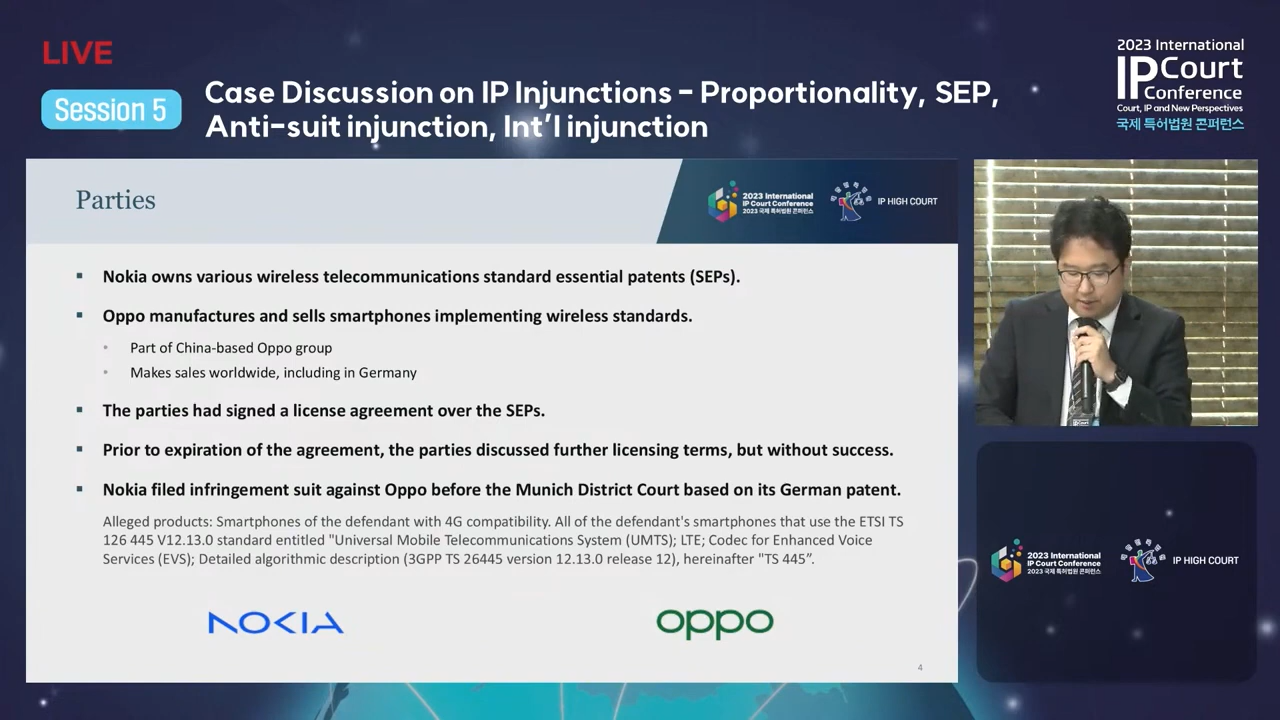 LIVE
Session 5
Case Discussion on IP Injunctions - Proportionality, SEP,
Anti-suit injunction, Int'l injunction
2023 International
IP Court
Conference
Court, IP and New Perspectives
국제 특허법원 콘퍼런스
Parties
2023 International
IP Court Conference
2023 국제 특허법원 콘퍼런스
IP HIGH COURT
▪ Nokia owns various wireless telecommunications standard essential patents (SEPs).
▪ Oppo manufactures and sells smartphones implementing wireless standards.
• Part of China-based Oppo group
• Makes sales worldwide, including in Germany
▪ The parties had signed a license agreement over the SEPs.
▪ Prior to expiration of the agreement, the parties discussed further licensing terms, but without success.
▪ Nokia filed infringement suit against Oppo before the Munich District Court based on its German patent.
Alleged products: Smartphones of the defendant with 4G compatibility. All of the defendant's smartphones that use the ETSI TS
126 445 V12.13.0 standard entitled "Universal Mobile Telecommunications System (UMTS); LTE; Codec for Enhanced Voice
Services (EVS); Detailed algorithmic description (3GPP TS 26445 version 12.13.0 release 12), hereinafter "TS 445”.
NOKIA
oppo
4
2023 International
IP Court Conference
2023 국제 특허법원 콘퍼런스
IP HIGH COURT